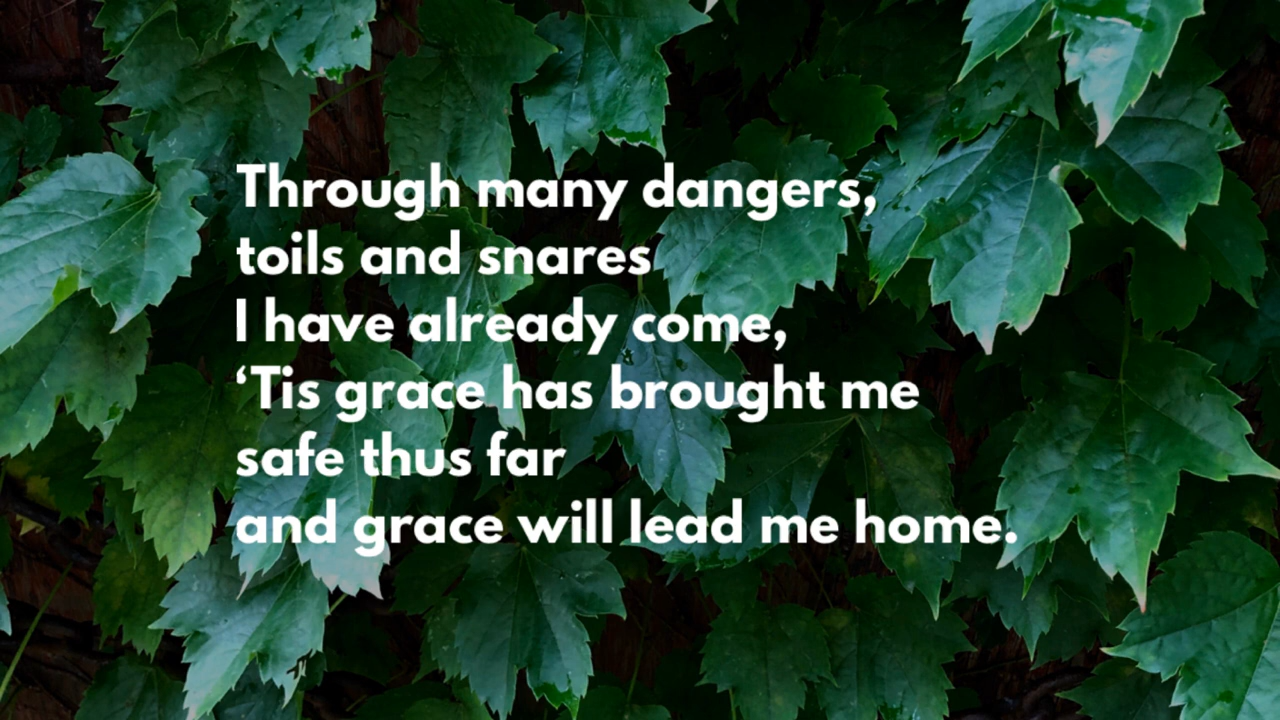 Through many dangers,
toils and snares
I have already come,
‘Tis grace has brought me
safe thus far
and grace will lead me home.